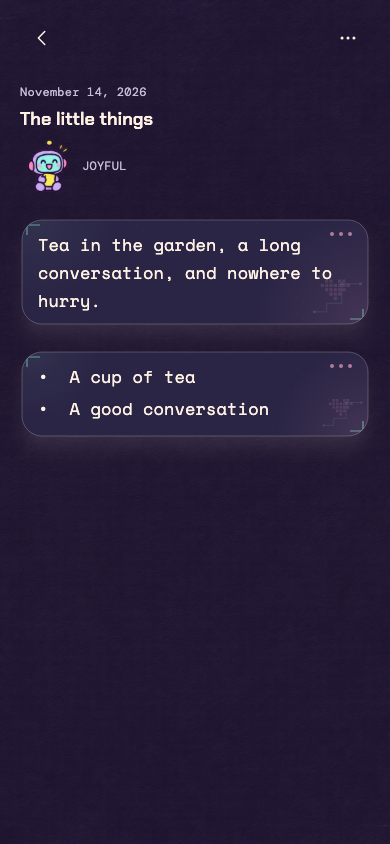 November 14, 2026
The little things
JOYFUL
Tea in the garden, a long
conversation, and nowhere to
hurry.
• A cup of tea
• A good conversation